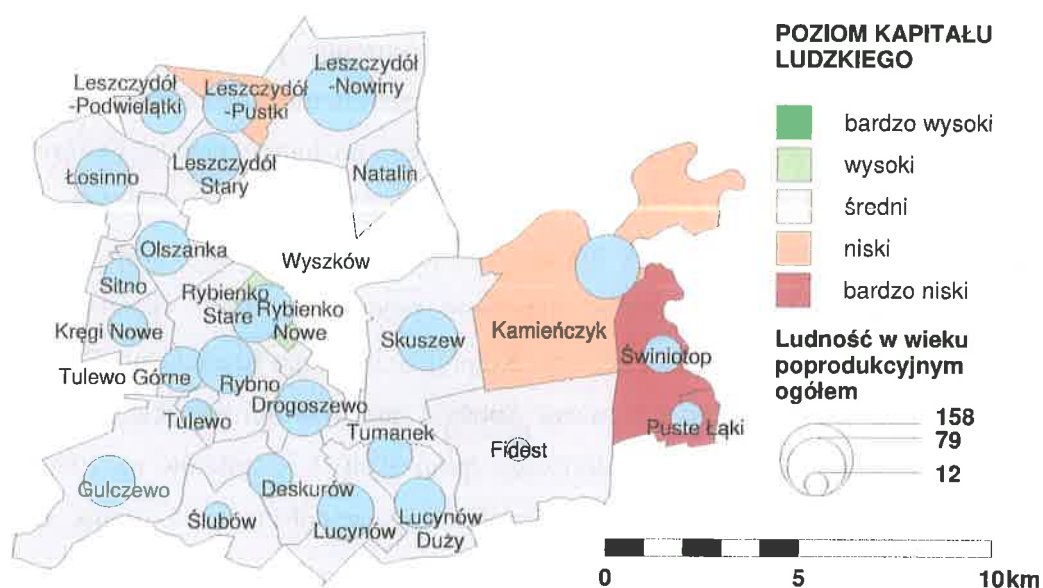 Leszczydół
-Podwielątki
Leszczydół
-Pustki
Leszczydół
-Nowiny
Łosinno
Leszczydół
Stary
Natalin
Olszanka
Wyszków
Sitno
Rybienko
Stare
Rybienko
Nowe
Kręgi Nowe
Skuszew
Kamieńczyk
Świniotop
Tulewo Górne
Rybno
Drogoszewo
Tulewo
Tumanek
Fidest
Puste Łąki
Gulczewo
Deskurów
Ślubów
Lucynów
Lucynów
Duży
POZIOM KAPITAŁU
LUDZKIEGO
bardzo wysoki
wysoki
średni
niski
bardzo niski
Ludność w wieku
poprodukcyjnym
ogółem
158
79
12
0 5 10km